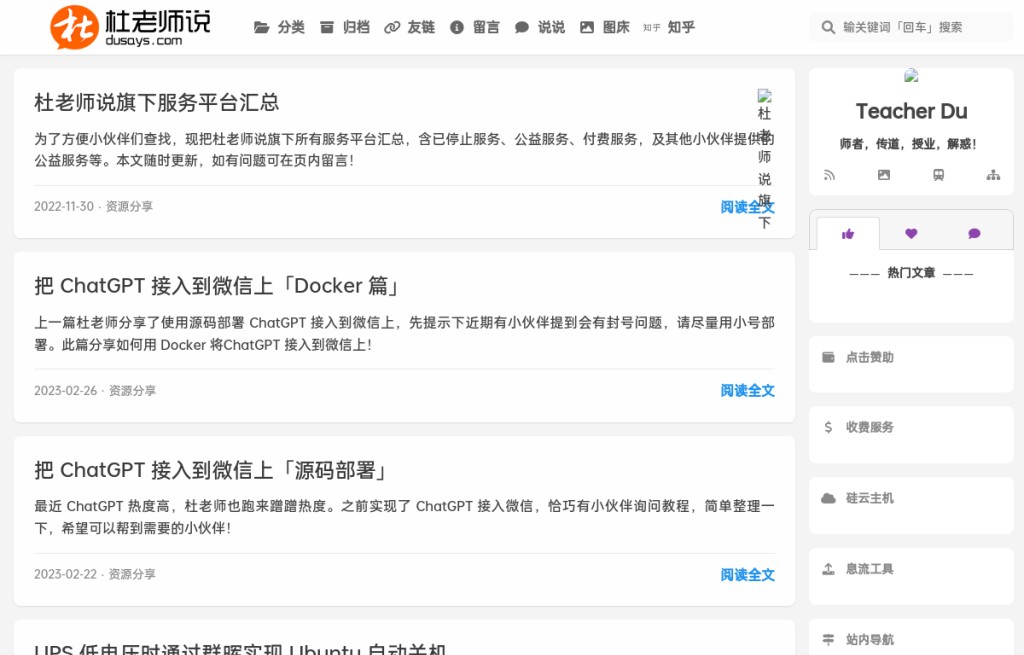 杜老师说
dusays.com
分类 归档 友链 留言 说说 图床 知乎 知乎
输关键词「回车」搜索
杜老师说旗下服务平台汇总
为了方便小伙伴们查找，现把杜老师说旗下所有服务平台汇总，含已停止服务、公益服务、付费服务，及其他小伙伴提供的
公益服务等。本文随时更新，如有问题可在页内留言！
杜
老
师
说
旗
下
2022-11-30 · 资源分享
阅读全文
把 ChatGPT 接入到微信上「Docker 篇」
上一篇杜老师分享了使用源码部署 ChatGPT 接入到微信上，先提示下近期有小伙伴提到会有封号问题，请尽量用小号部
署。此篇分享如何用 Docker 将ChatGPT 接入到微信上！
2023-02-26 · 资源分享
阅读全文
把 ChatGPT 接入到微信上「源码部署」
最近 ChatGPT 热度高，杜老师也跑来蹭蹭热度。之前实现了 ChatGPT 接入微信，恰巧有小伙伴询问教程，简单整理一
下，希望可以帮到需要的小伙伴！
2023-02-22 · 资源分享
阅读全文
UPS 低电压时通过群晖实现 Ubuntu 自动关机
Teacher Du
师者，传道，授业，解惑！
——— 热门文章 ———
点击赞助
收费服务
硅云主机
息流工具
站内导航